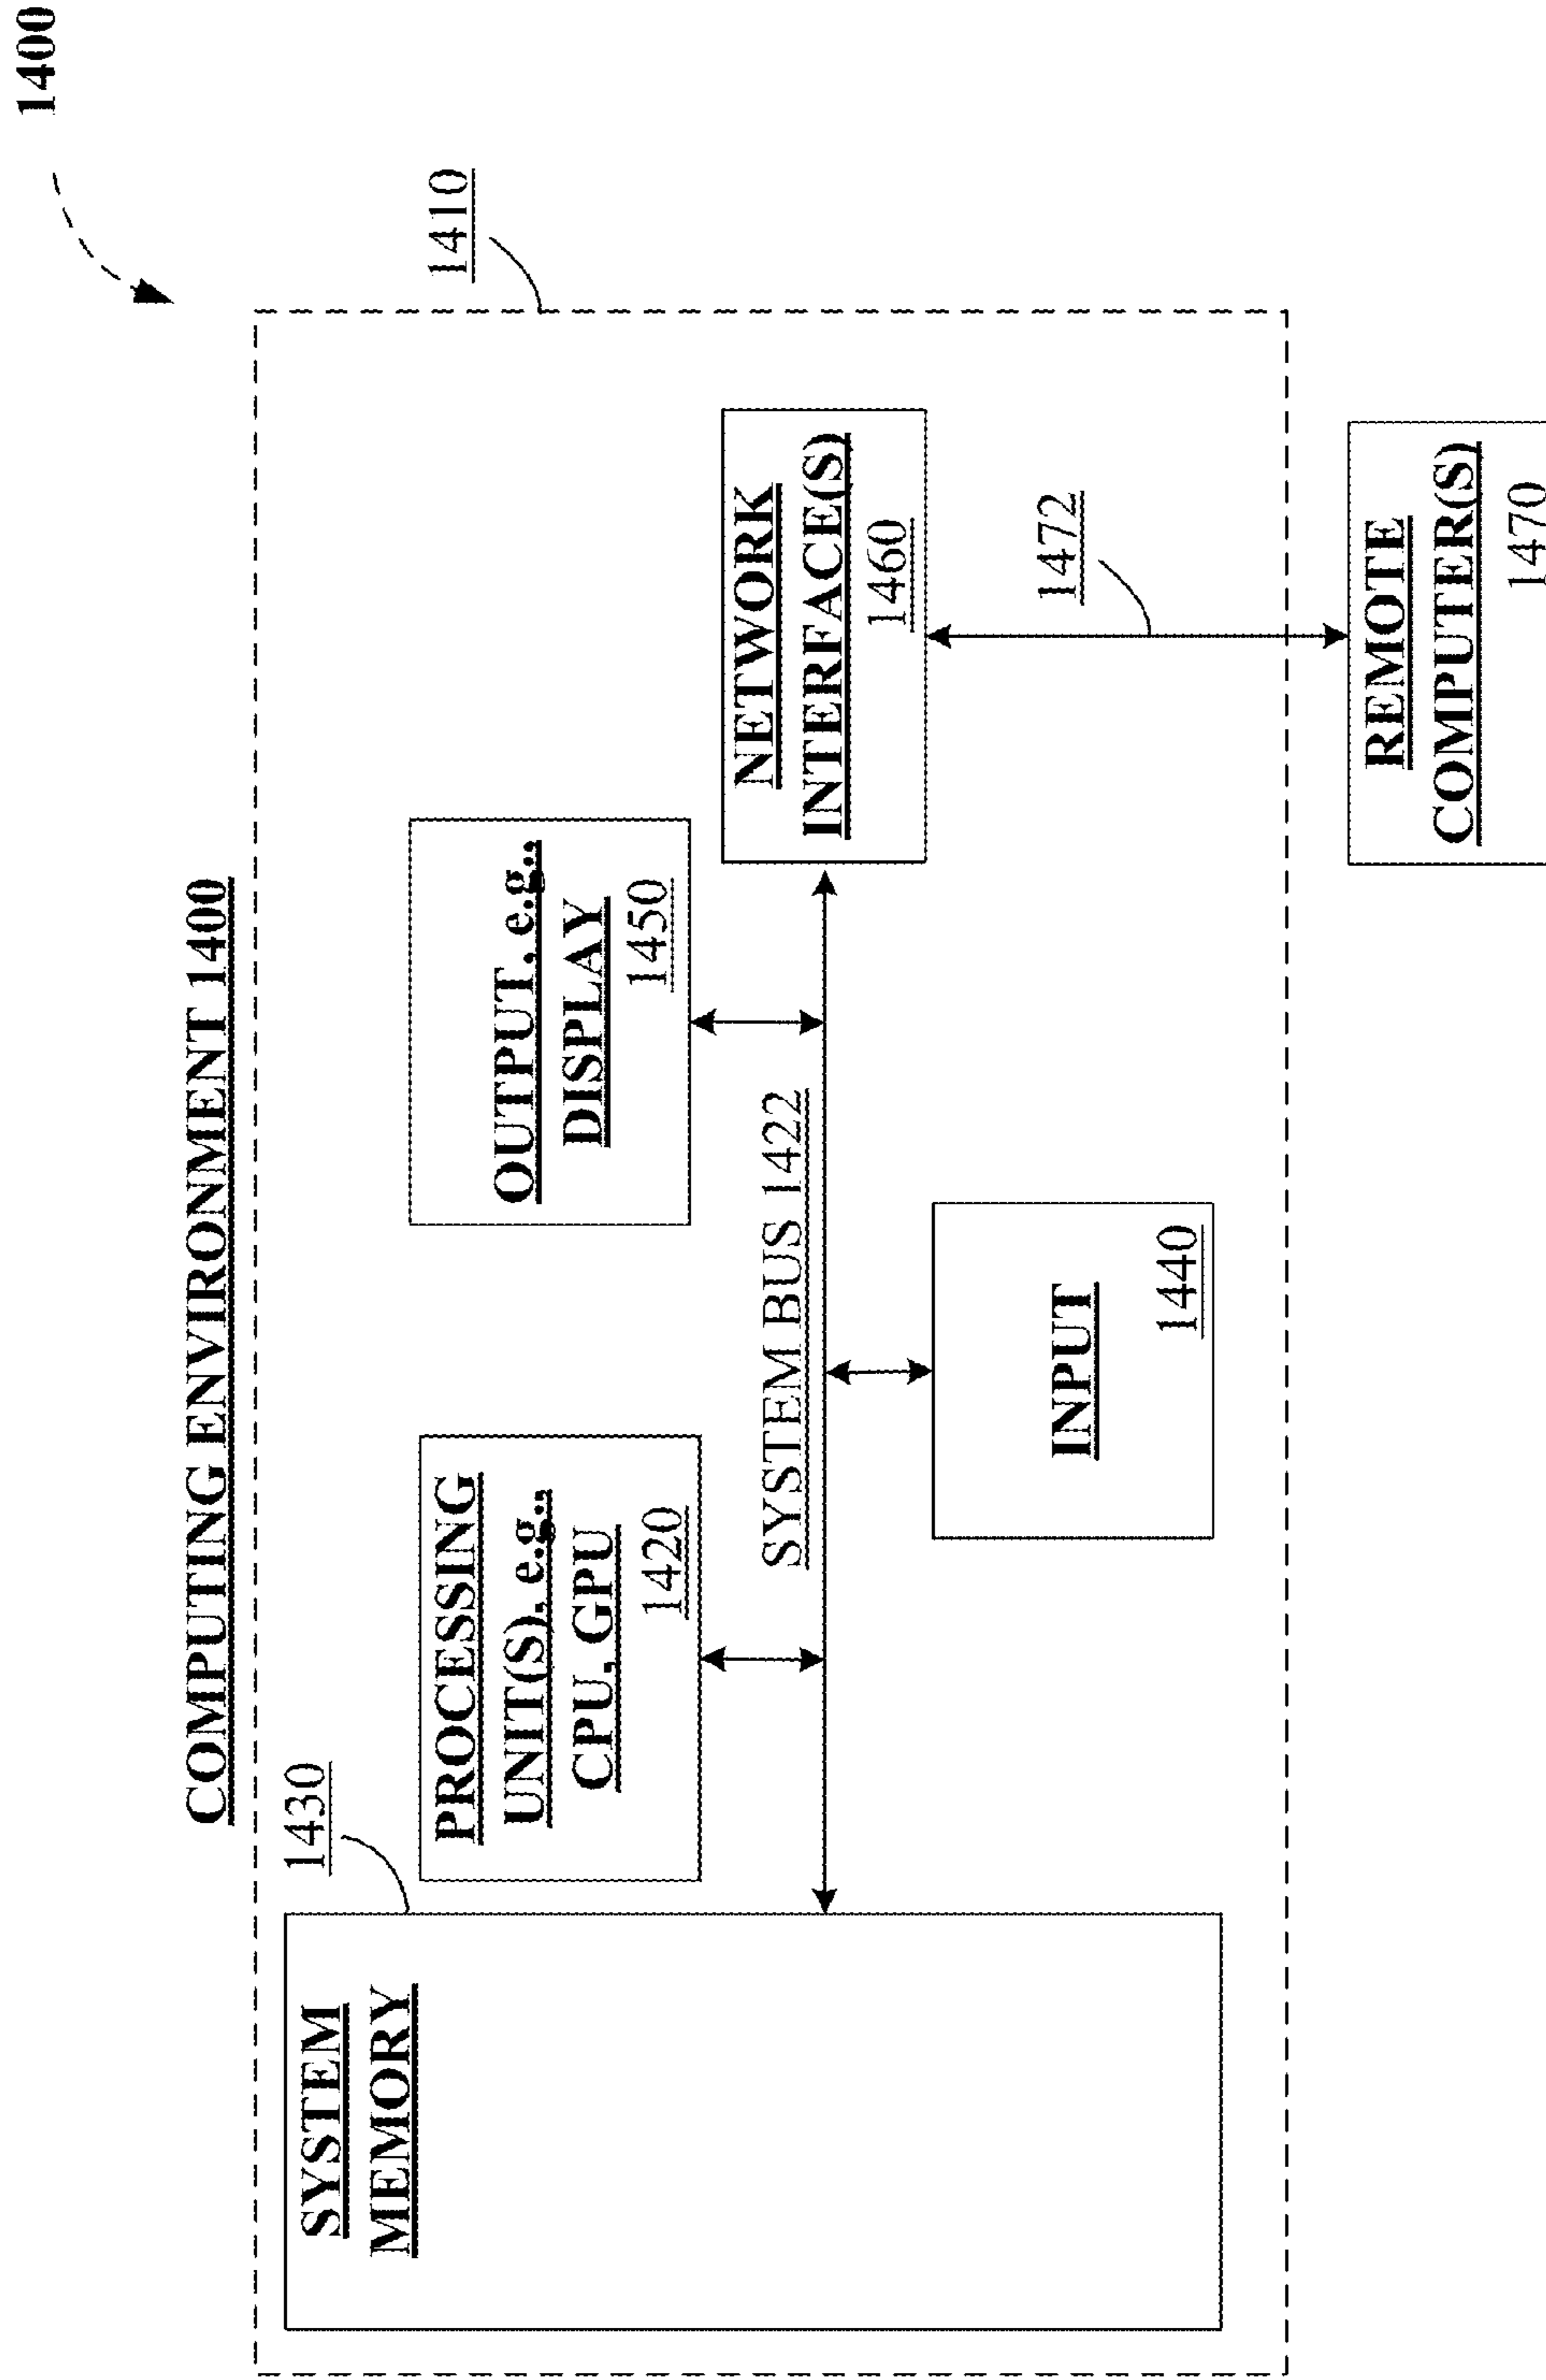 1400
COMPUTING ENVIRONMENT 1400
1410
1430
SYSTEM
MEMORY
PROCESSING
UNIT(S), e.g.,
CPU, GPU
1420
OUTPUT, e.g.,
DISPLAY
1450
SYSTEM BUS 1422
NETWORK
INTERFACE(S)
1460
INPUT
1440
1472
REMOTE
COMPUTER(S)
1470